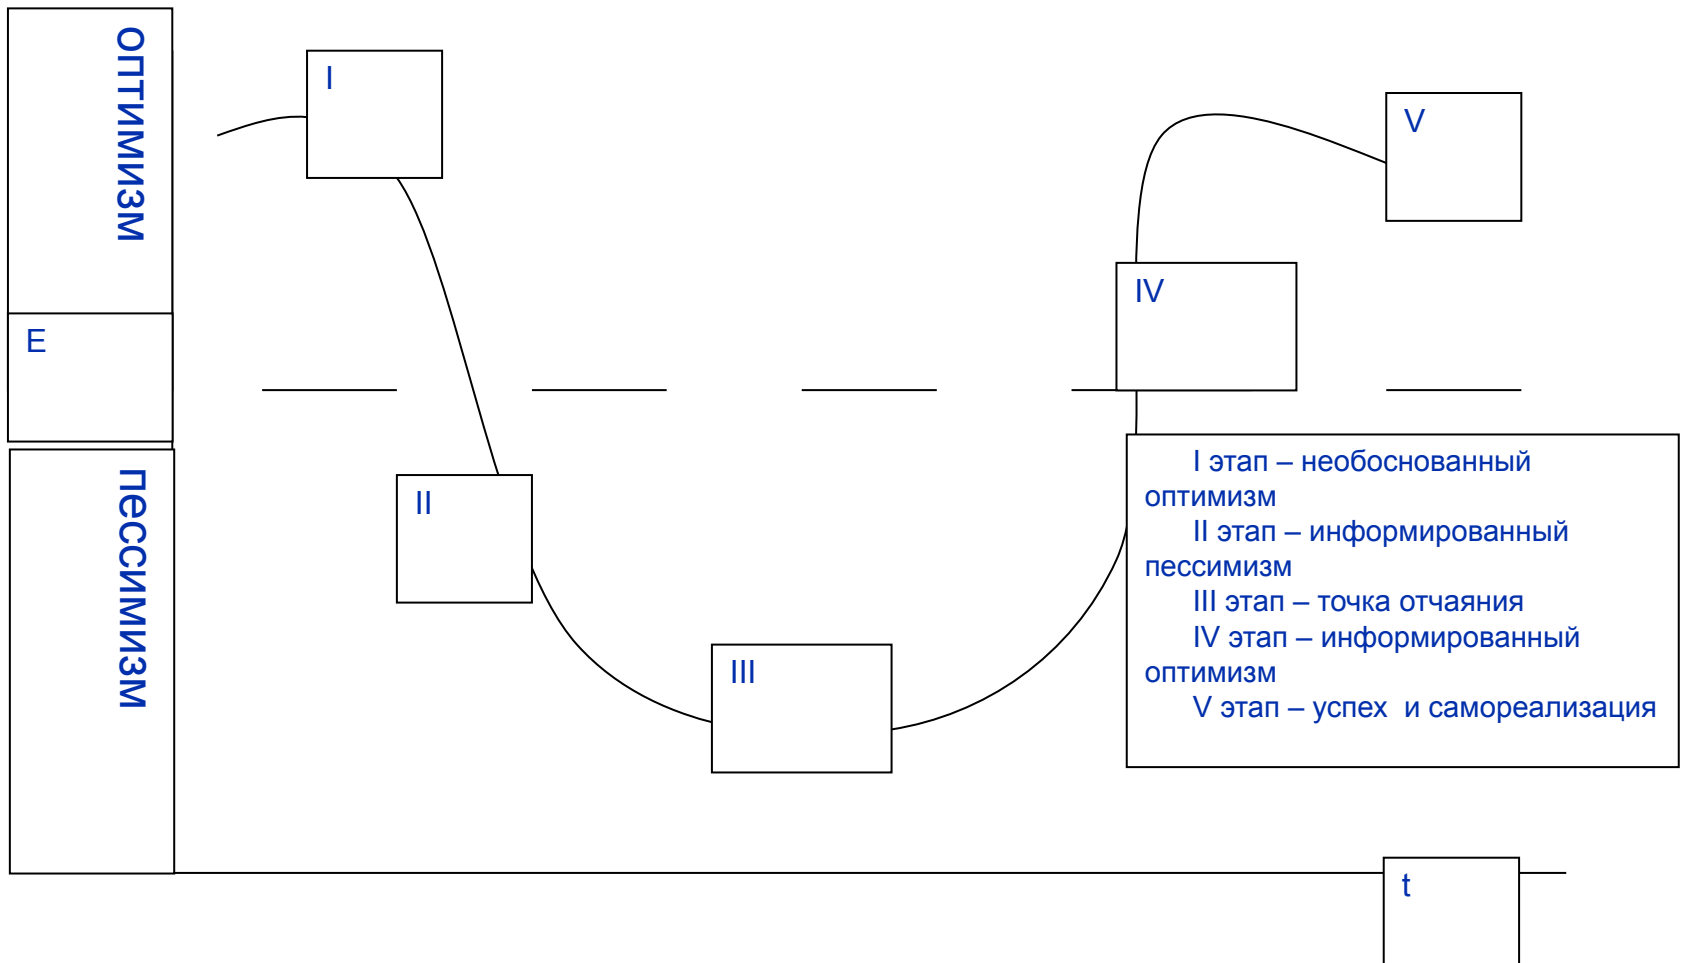 оптимизм
I
V
IV
E
II
пессимизм
I этап – необоснованный
оптимизм
II этап – информированный
пессимизм
III этап – точка отчаяния
IV этап – информированный
оптимизм
V этап – успех  и самореализация
III
t